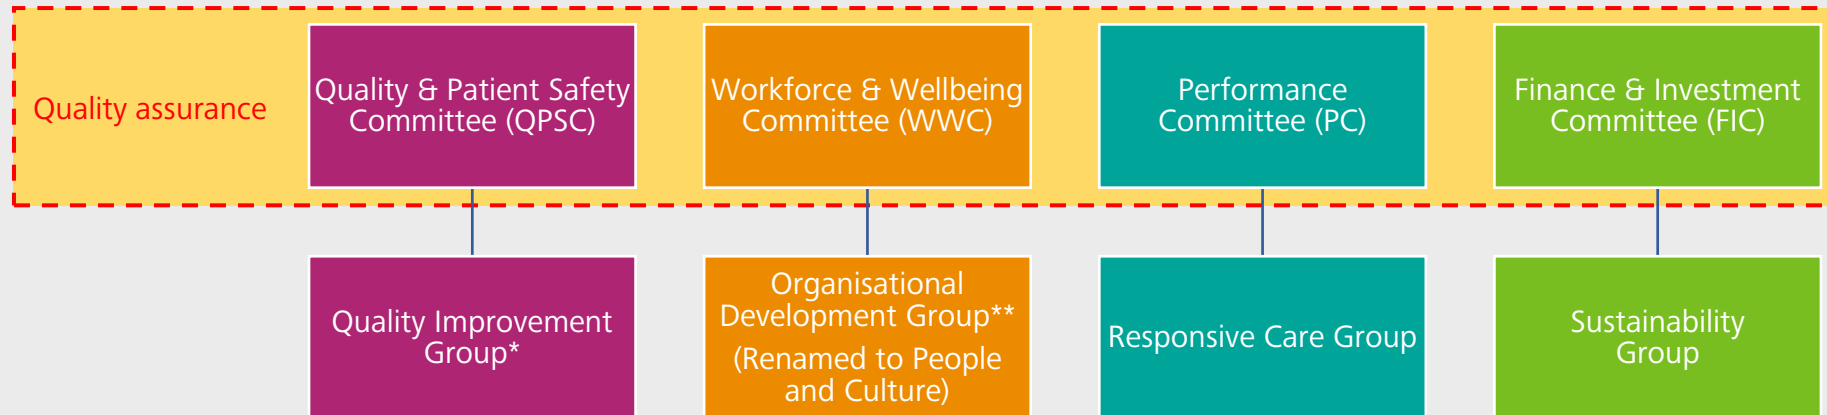 Quality assurance
Quality & Patient Safety
Committee (QPSC)
Workforce & Wellbeing
Committee (WWC)
Performance
Committee (PC)
Finance & Investment
Committee (FIC)
Quality Improvement
Group*
Organisational
Development Group**
(Renamed to People
and Culture)
Responsive Care Group
Sustainability
Group